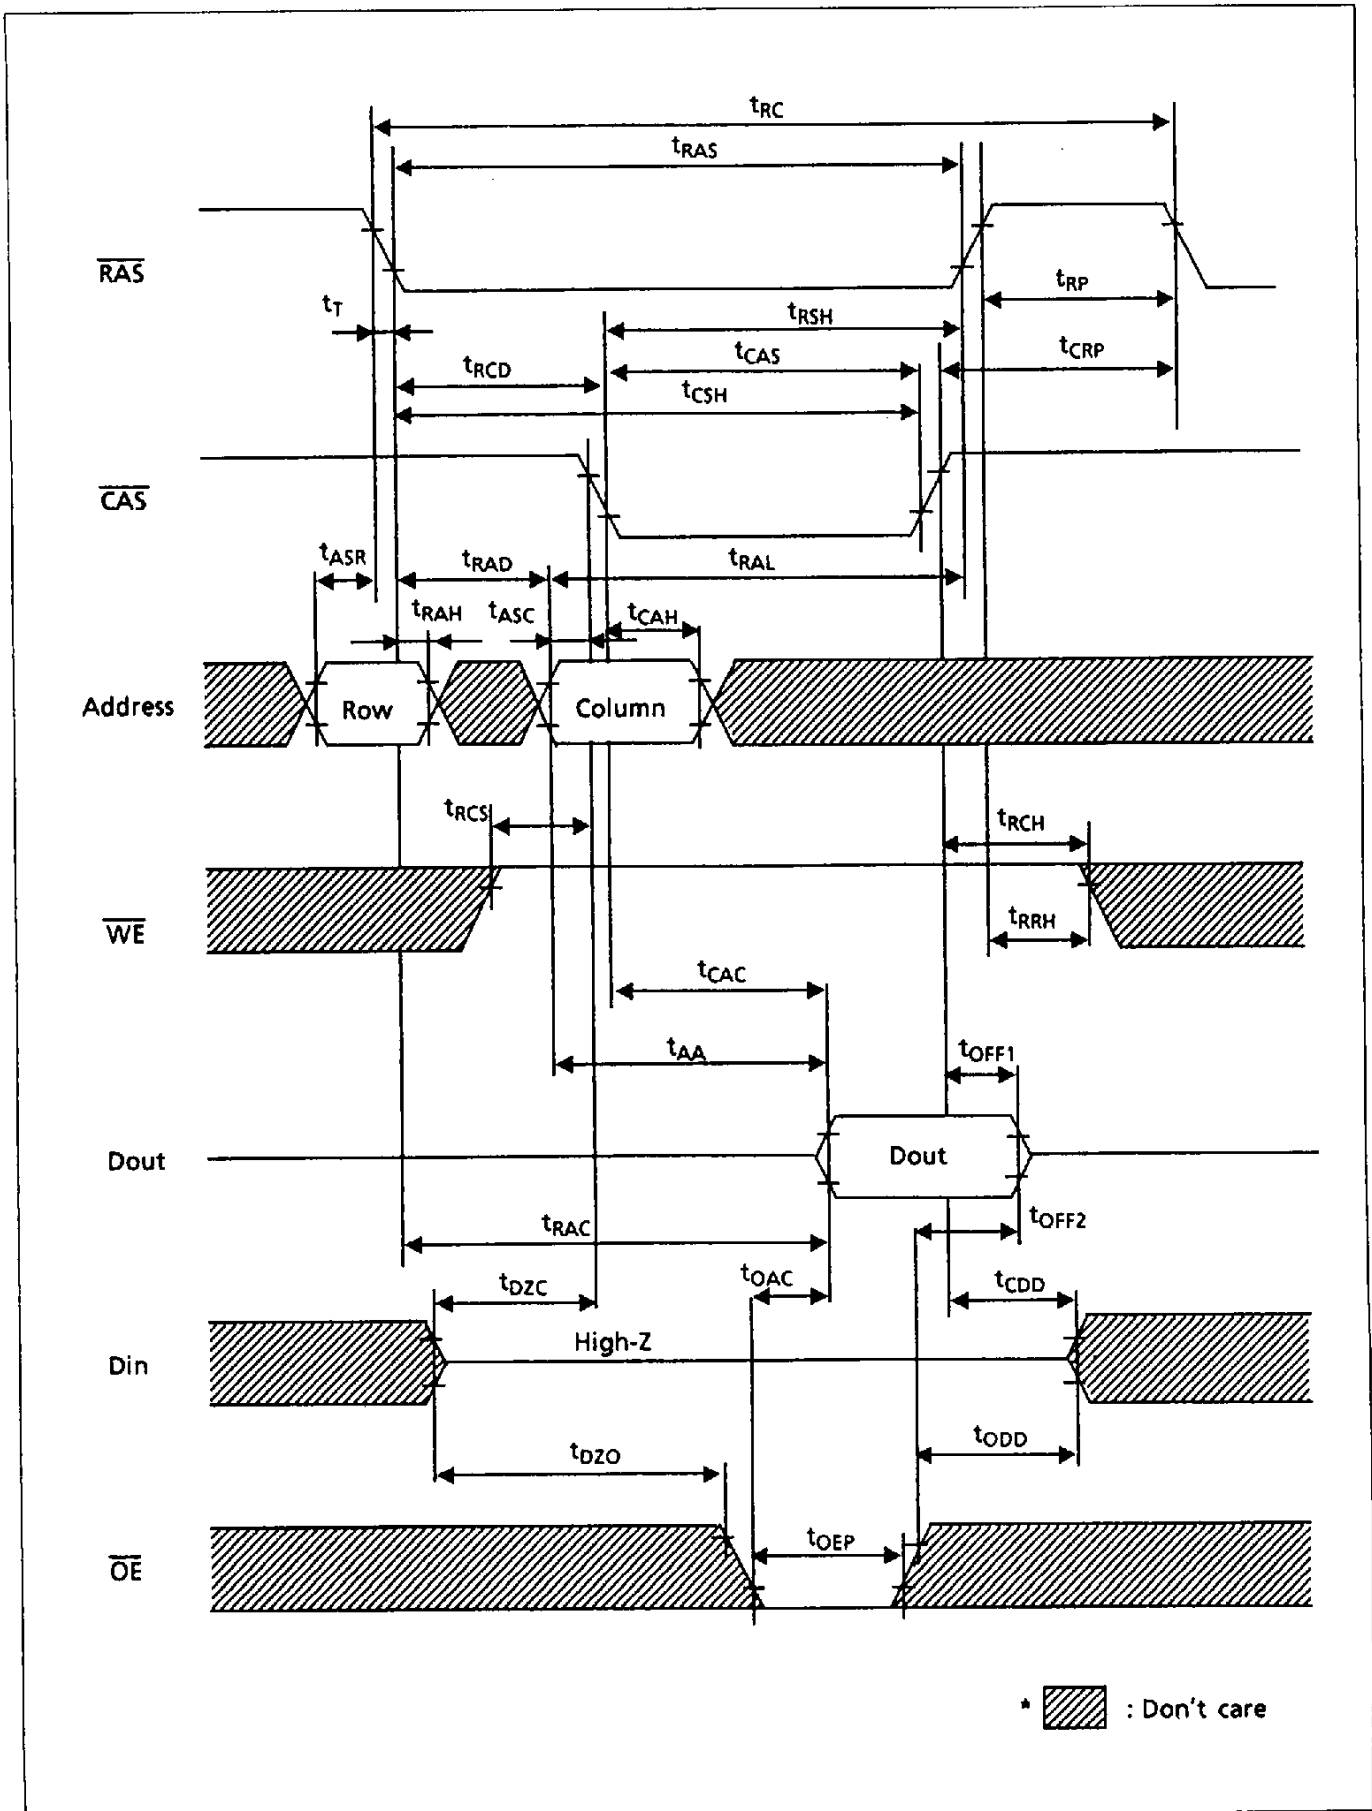 tRC
tRAS
RAS
tT
tRP
tRSH
tCAS
tCRP
tRCD
tCSH
CAS
tASR
tRAD
tRAL
tRAH
tASC
tCAH
Address
Row
Column
tRCS
tRCH
WE
tRRH
tCAC
tAA
tOFF1
Dout
Dout
tRAC
tOFF2
tOAC
tDZC
tCDD
Din
High-Z
tODD
tDZO
tOEP
OE
* : Don't care